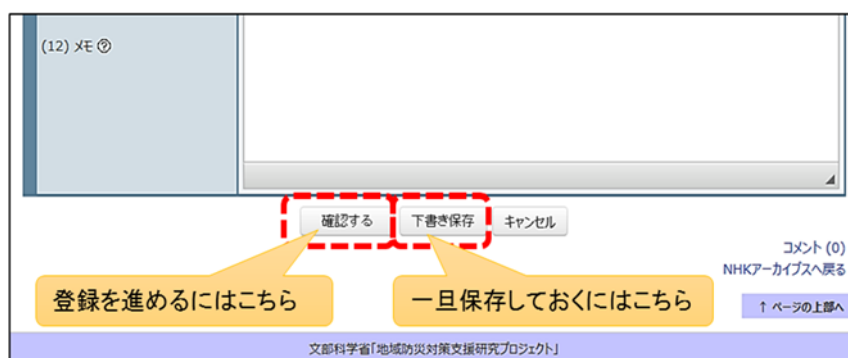 (12) メモ ?
確認する 下書き保存 キャンセル
コメント (0)
NHKアーカイブスへ戻る
登録を進めるにはこちら 一旦保存しておくにはこちら
↑ ページの上部へ
文部科学省「地域防災対策支援研究プロジェクト」